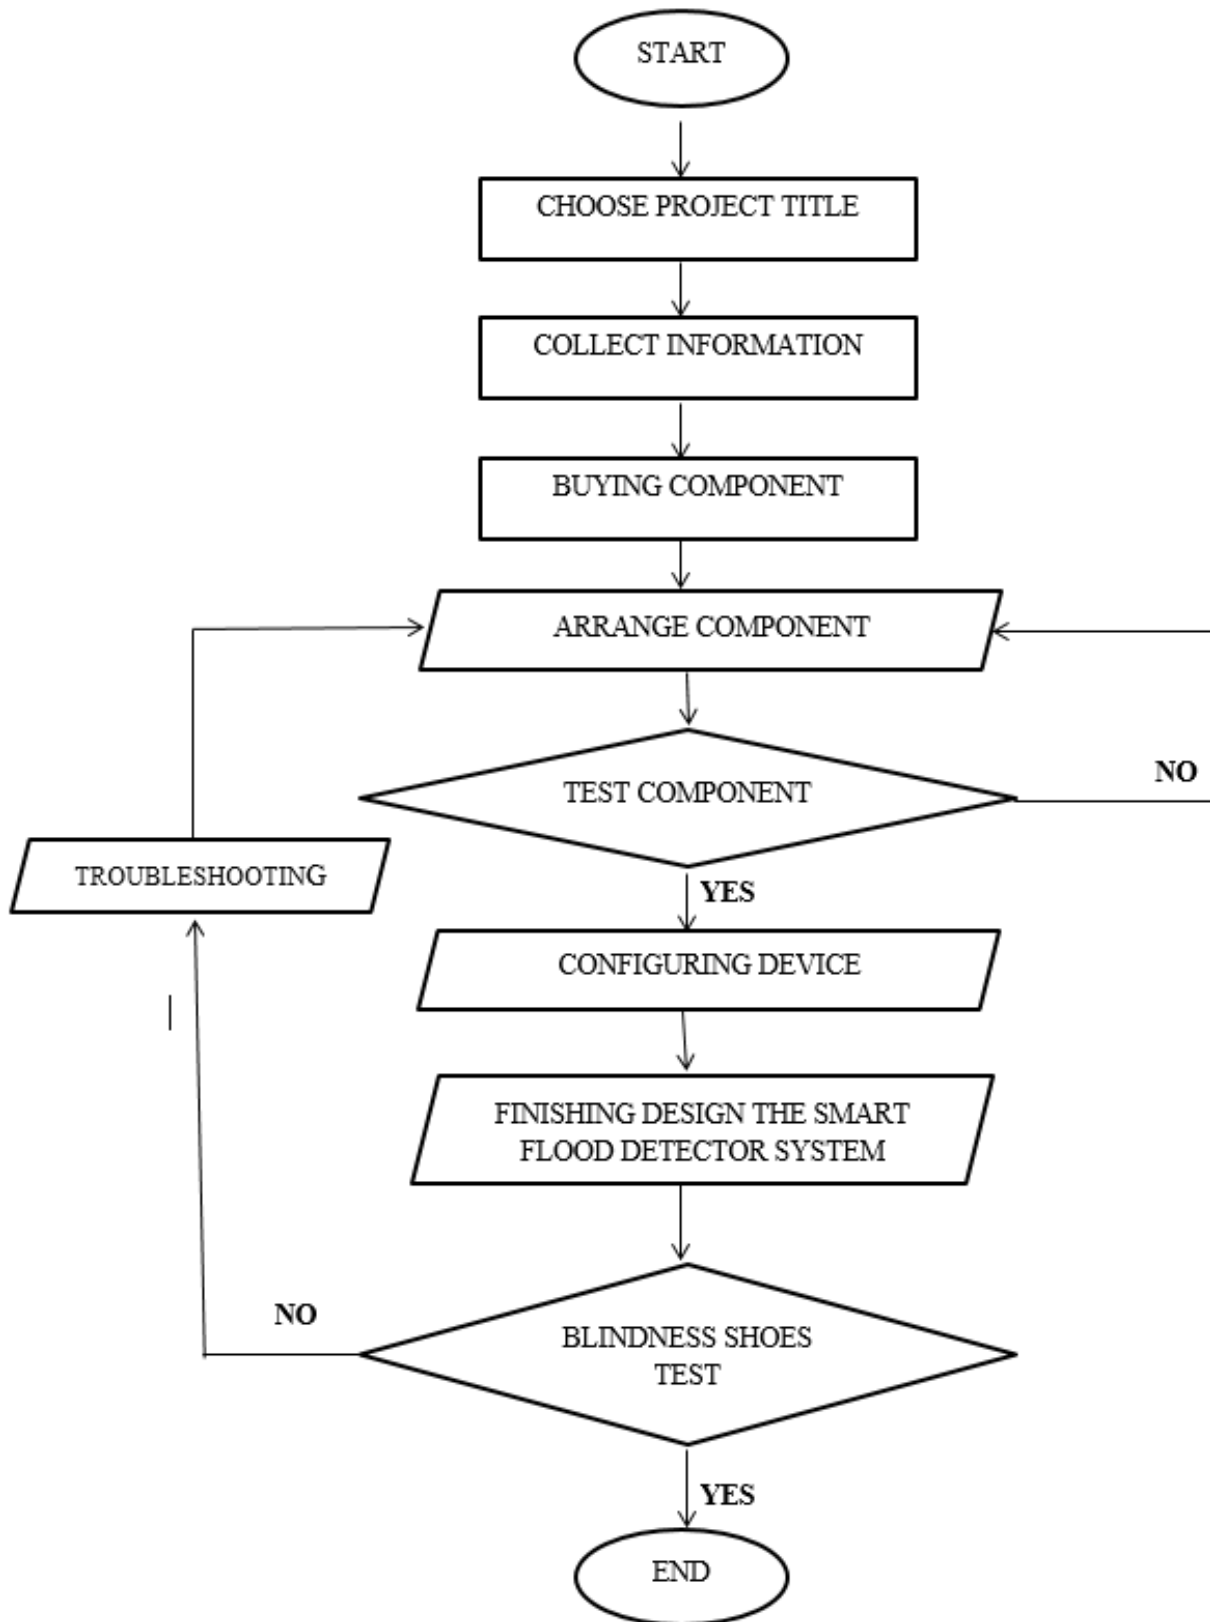 START
CHOOSE PROJECT TITLE
COLLECT INFORMATION
BUYING COMPONENT
ARRANGE COMPONENT
TEST COMPONENT
NO
TROUBLESHOOTING
YES
CONFIGURING DEVICE
FINISHING DESIGN THE SMART
FLOOD DETECTOR SYSTEM
NO
BLINDNESS SHOES
TEST
YES
END